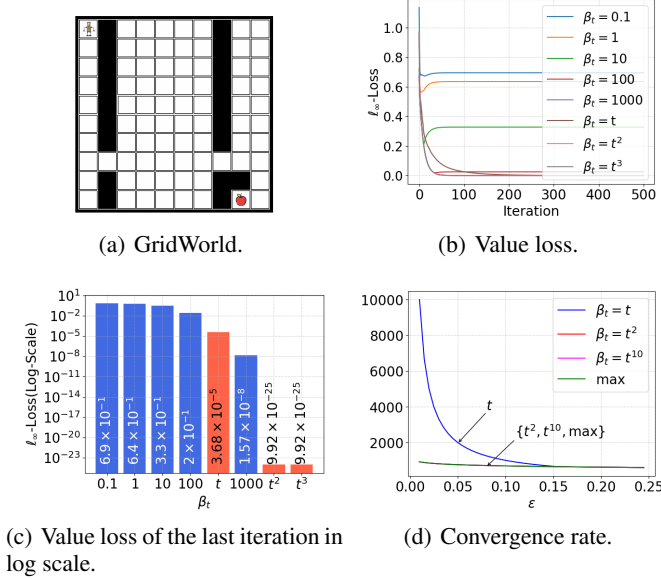 (a) GridWorld.
1.0
0.8
0.6
0.4
0.2
0.0
ℓ∞-Loss
0 100 200 300 400 500
Iteration
βt = 0.1
βt = 1
βt = 10
βt = 100
βt = 1000
βt = t
βt = t²
βt = t³
(b) Value loss.
10¹
10⁻²
10⁻⁵
10⁻⁸
10⁻¹¹
10⁻¹⁴
10⁻¹⁷
10⁻²⁰
10⁻²³
ℓ∞-Loss(Log-Scale)
6.9 × 10⁻¹
6.4 × 10⁻¹
3.3 × 10⁻¹
2 × 10⁻¹
3.68 × 10⁻⁵
1.57 × 10⁻⁸
9.92 × 10⁻²⁵
9.92 × 10⁻²⁵
0.1 1 10 100 t 1000 t² t³
βt
(c) Value loss of the last iteration in
log scale.
10000
8000
6000
4000
2000
0.00 0.05 0.10 0.15 0.20 0.25
ε
βt = t
βt = t²
βt = t¹⁰
max
t
{t², t¹⁰, max}
(d) Convergence rate.